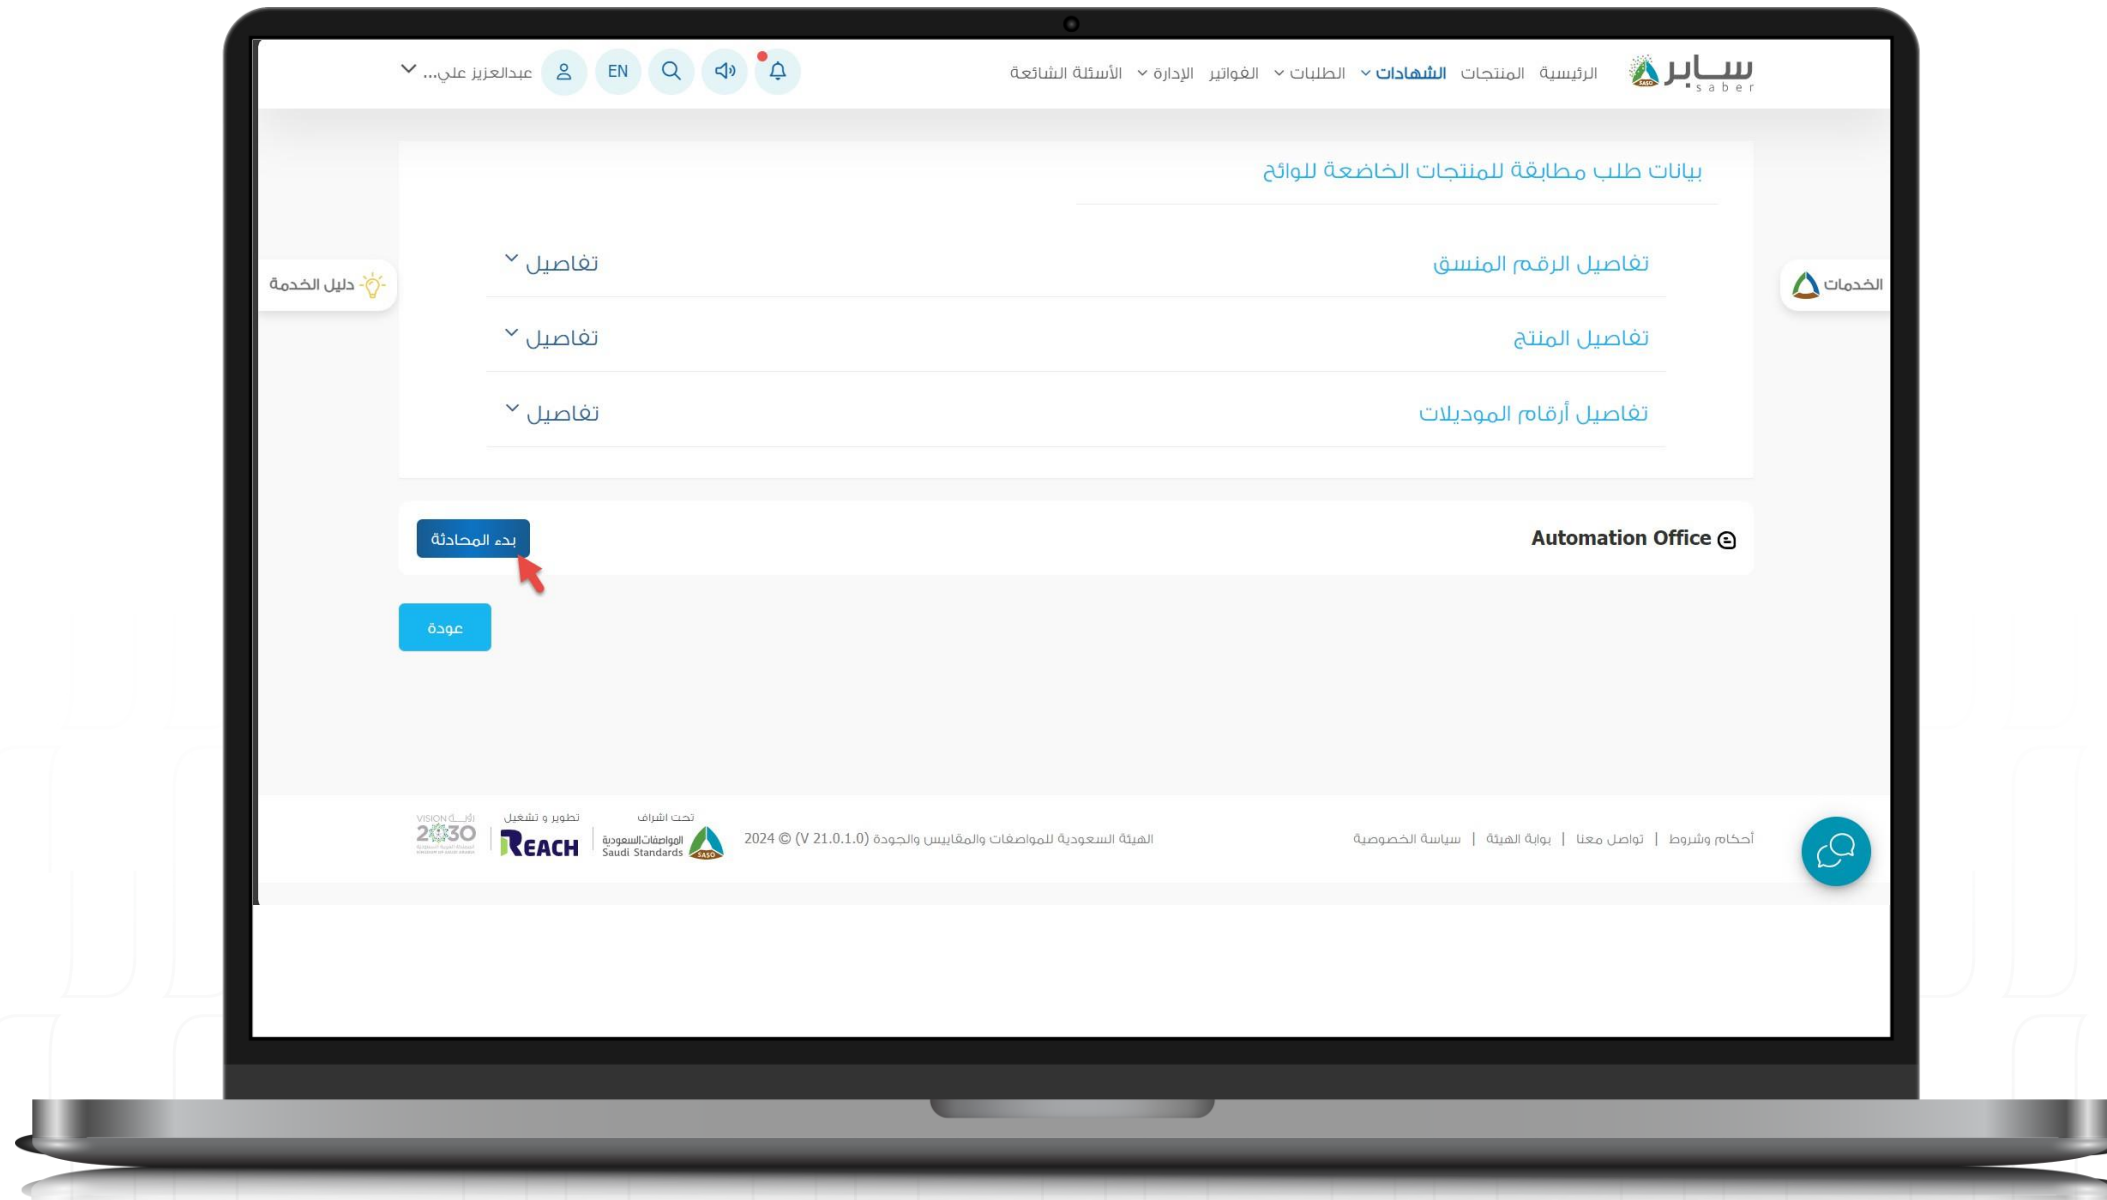 سابر
saber
SASO
الرئيسية
المنتجات
الشهادات
الطلبات
الفواتير
الإدارة
الأسئلة الشائعة
EN
عبدالعزيز علي...
بيانات طلب مطابقة للمنتجات الخاضعة للوائح
تفاصيل الرقم المنسق تفاصيل
تفاصيل المنتج تفاصيل
تفاصيل أرقام الموديلات تفاصيل
الخدمات
دليل الخدمة
Automation Office
بدء المحادثة
عودة
أحكام وشروط | تواصل معنا | بوابة الهيئة | سياسة الخصوصية
الهيئة السعودية للمواصفات والمقاييس والجودة (V 21.0.1.0) © 2024
تحت اشراف
المواصفات السعودية
Saudi Standards
SASO
تطوير و تشغيل
REACH
VISION رؤيـــة
2030